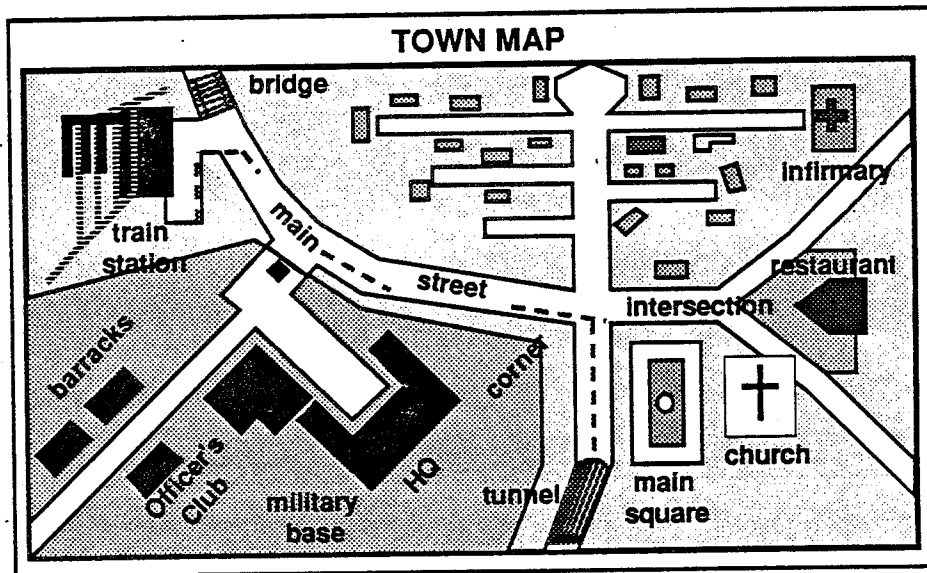 TOWN MAP
bridge
infirmary
train
station
main
street
restaurant
intersection
barracks
corner
Officer's
Club
HQ
military
base
tunnel
main
square
church